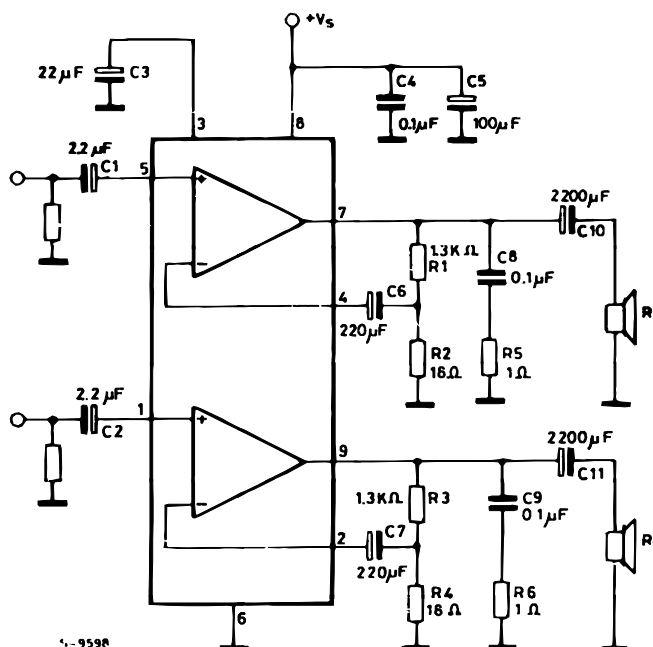 +Vs
22µF
C3
C4
0.1µF
C5
100µF
3
8
2.2µF
C1
5
+
−
7
1.3KΩ
R1
C8
0.1µF
2200µF
C10
R
4
C6
220µF
R2
18Ω
R5
1Ω
2.2µF
C2
1
+
−
9
1.3KΩ
R3
C9
0.1µF
2200µF
C11
R
2
C7
220µF
R4
18Ω
R6
1Ω
6
-9598